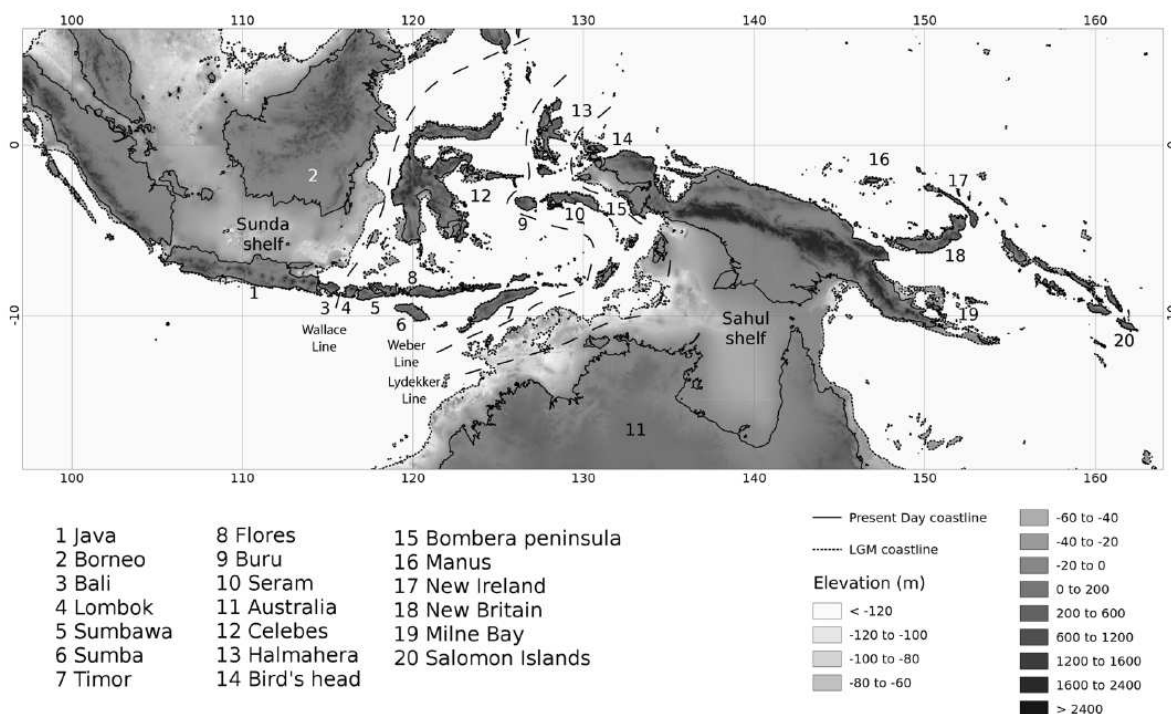 100 110 120 130 140 150 160
13
14
0 0
16
2 12 17
9 10 15
Sunda
shelf
8 18
1 3 4 5 7
6
-10 Sahul
shelf 19
Wallace
Line
Weber
Line
20
Lydekker
Line
11
100 110 120 130 140 150 160
1 Java
2 Borneo
3 Bali
4 Lombok
5 Sumbawa
6 Sumba
7 Timor
8 Flores
9 Buru
10 Seram
11 Australia
12 Celebes
13 Halmahera
14 Bird's head
15 Bombera peninsula
16 Manus
17 New Ireland
18 New Britain
19 Milne Bay
20 Salomon Islands
Present Day coastline
LGM coastline
Elevation (m)
< -120
-120 to -100
-100 to -80
-80 to -60
-60 to -40
-40 to -20
-20 to 0
0 to 200
200 to 600
600 to 1200
1200 to 1600
1600 to 2400
> 2400